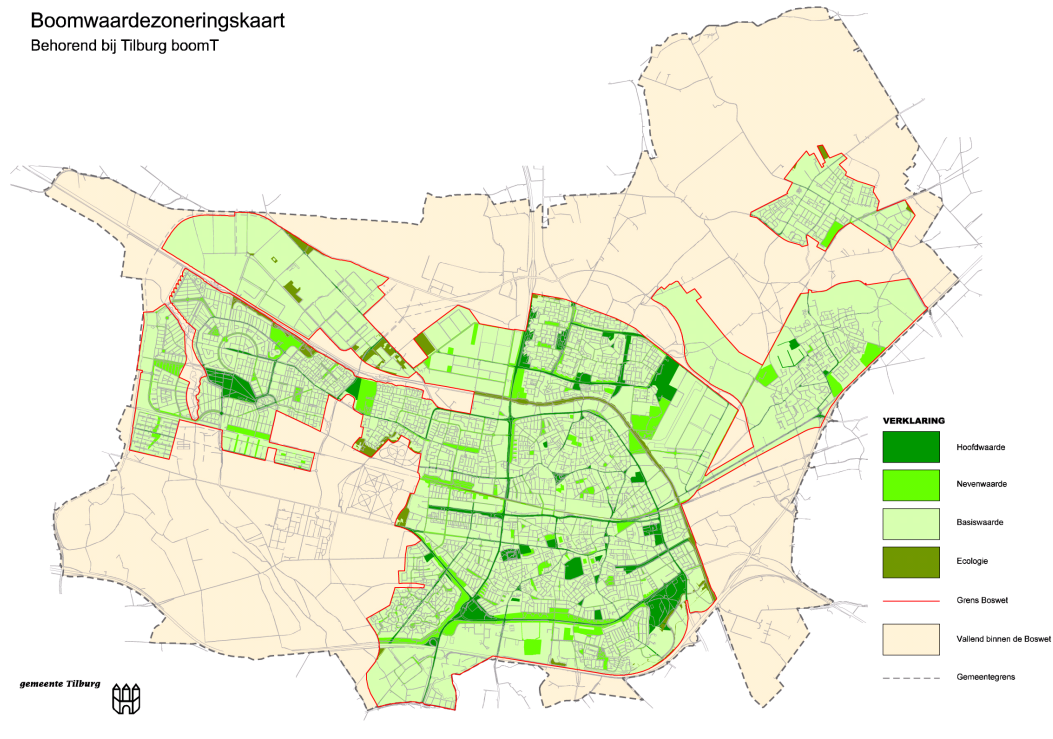 Boomwaardezoneringskaart
Behorend bij Tilburg boomT
VERKLARING
Hoofdwaarde
Nevenwaarde
Basiswaarde
Ecologie
Grens Boswet
Vallend binnen de Boswet
Gemeentegrens
gemeente Tilburg